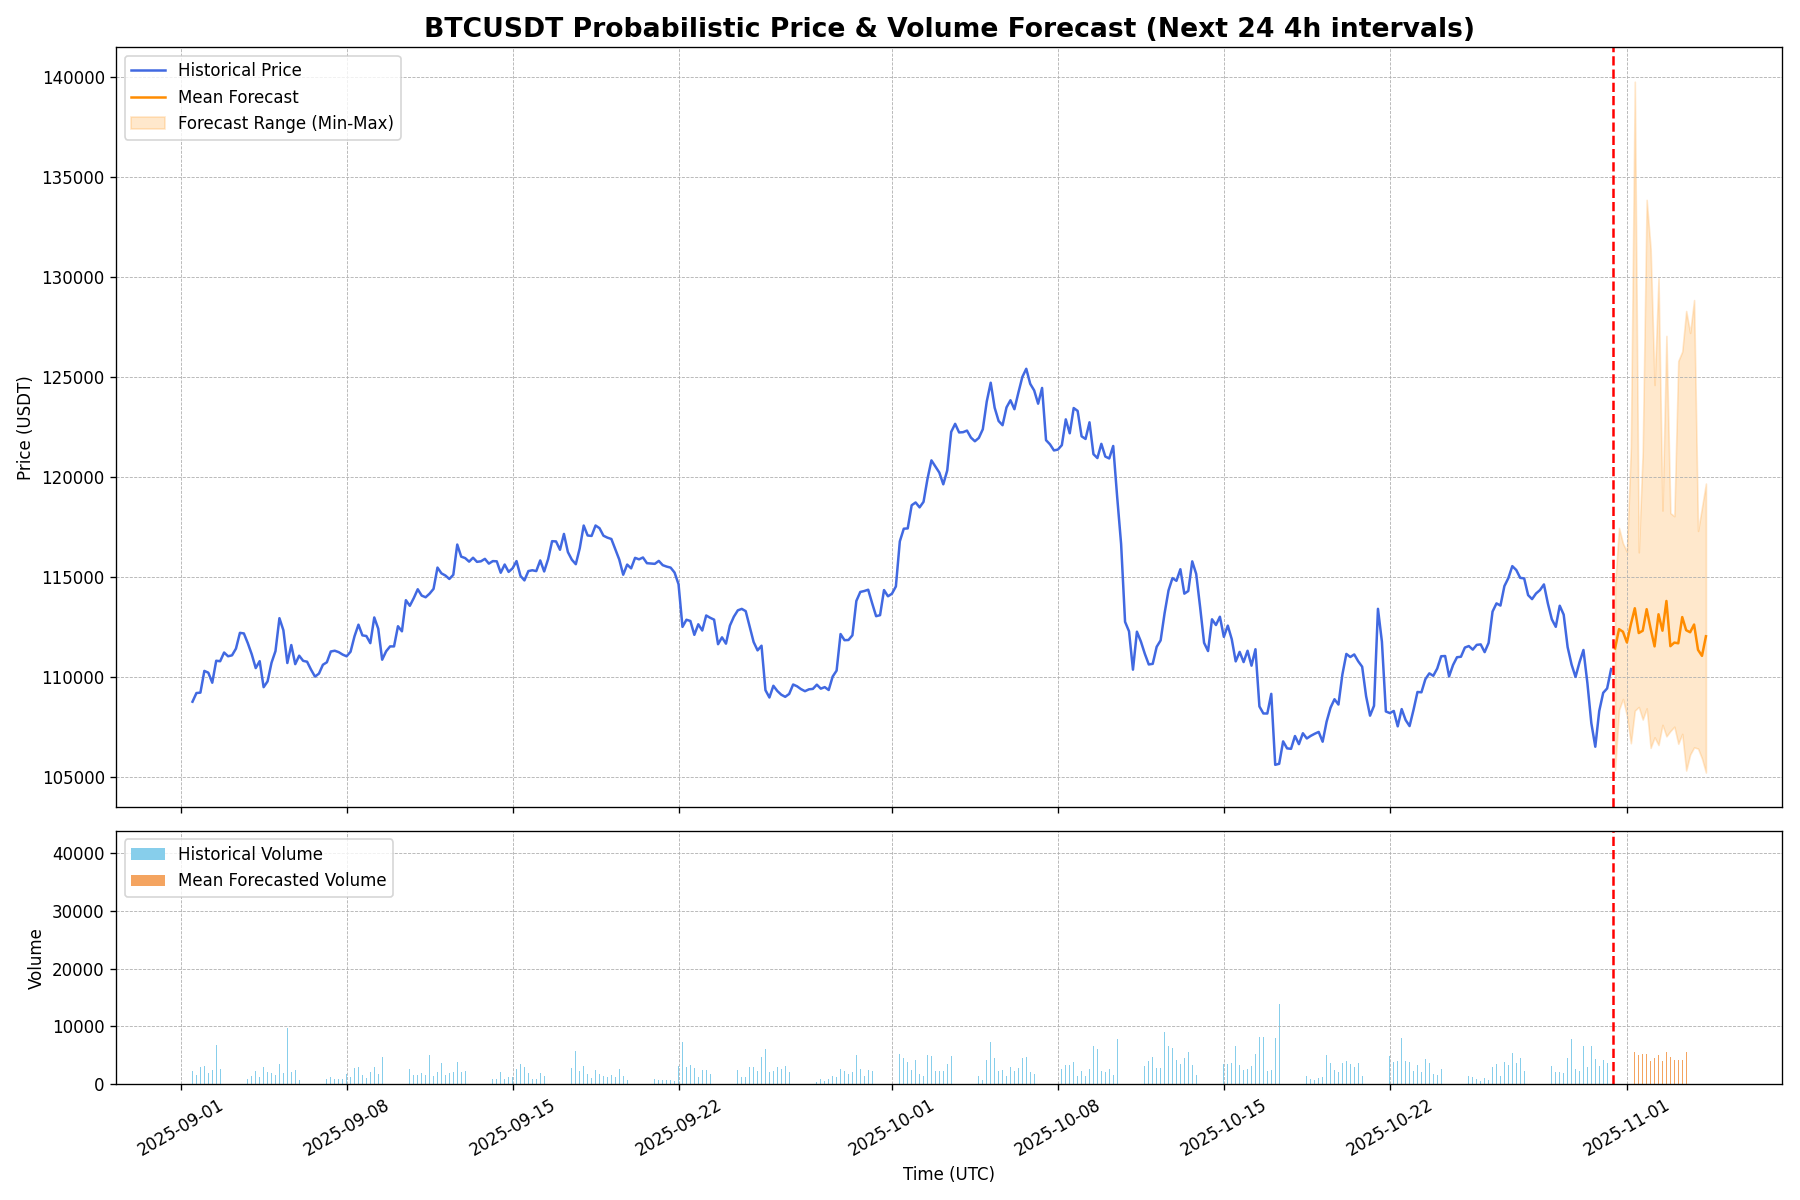 BTCUSDT Probabilistic Price & Volume Forecast (Next 24 4h intervals)
Historical Price
Mean Forecast
Forecast Range (Min-Max)
140000
135000
130000
125000
120000
115000
110000
105000
Price (USDT)
Historical Volume
Mean Forecasted Volume
40000
30000
20000
10000
0
Volume
2025-09-01
2025-09-08
2025-09-15
2025-09-22
2025-10-01
2025-10-08
2025-10-15
2025-10-22
2025-11-01
Time (UTC)